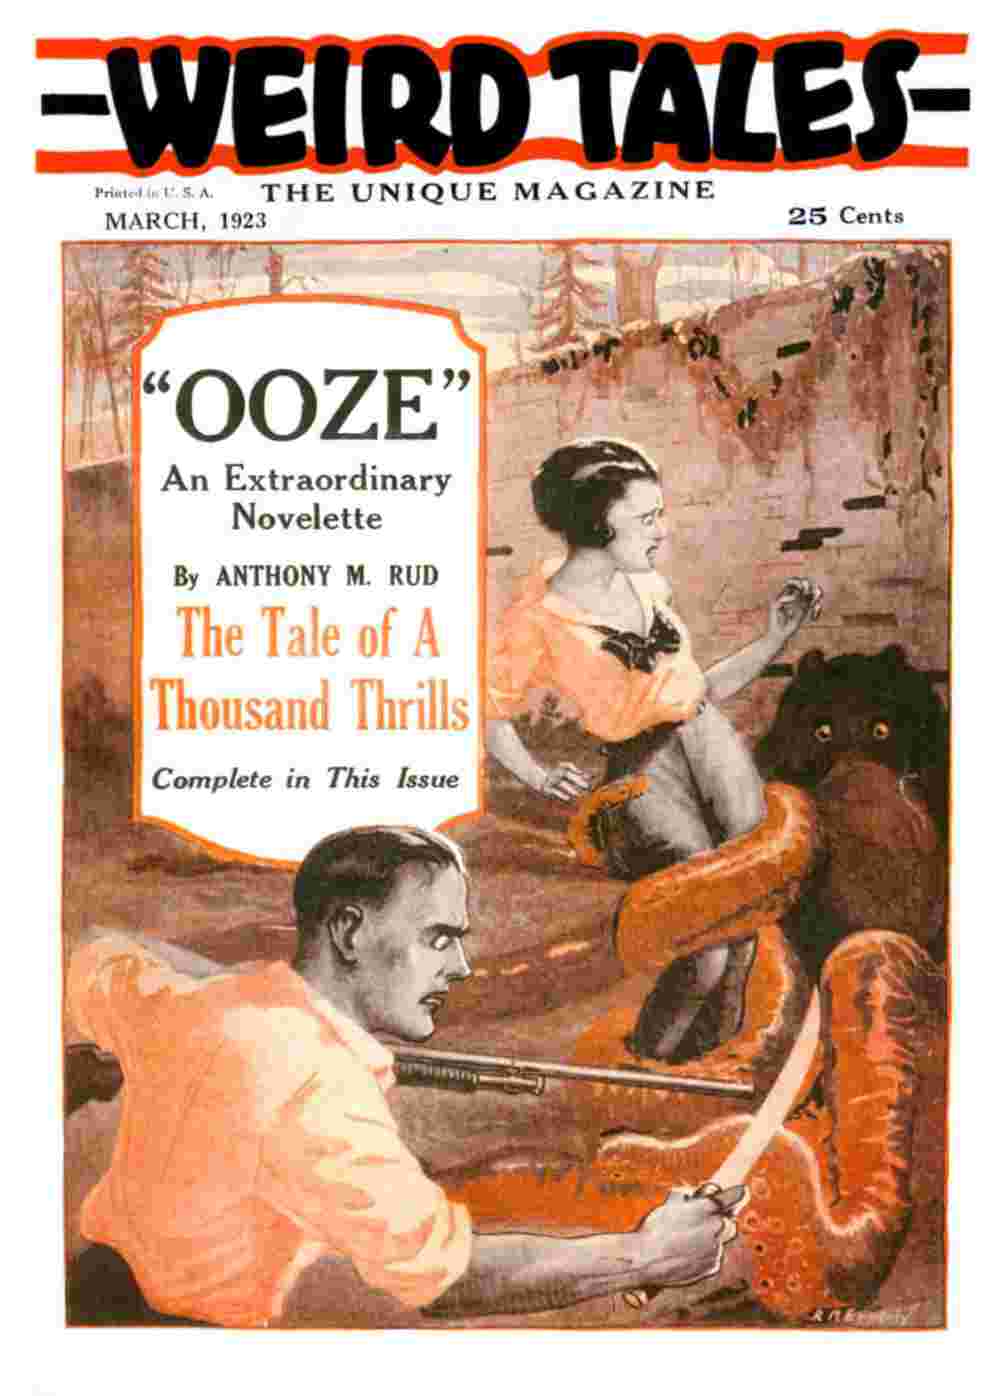 WEIRD TALES
Printed in U. S. A.
THE UNIQUE MAGAZINE
MARCH, 1923
25 Cents
"OOZE"
An Extraordinary
Novelette
By ANTHONY M. RUD
The Tale of A
Thousand Thrills
Complete in This Issue